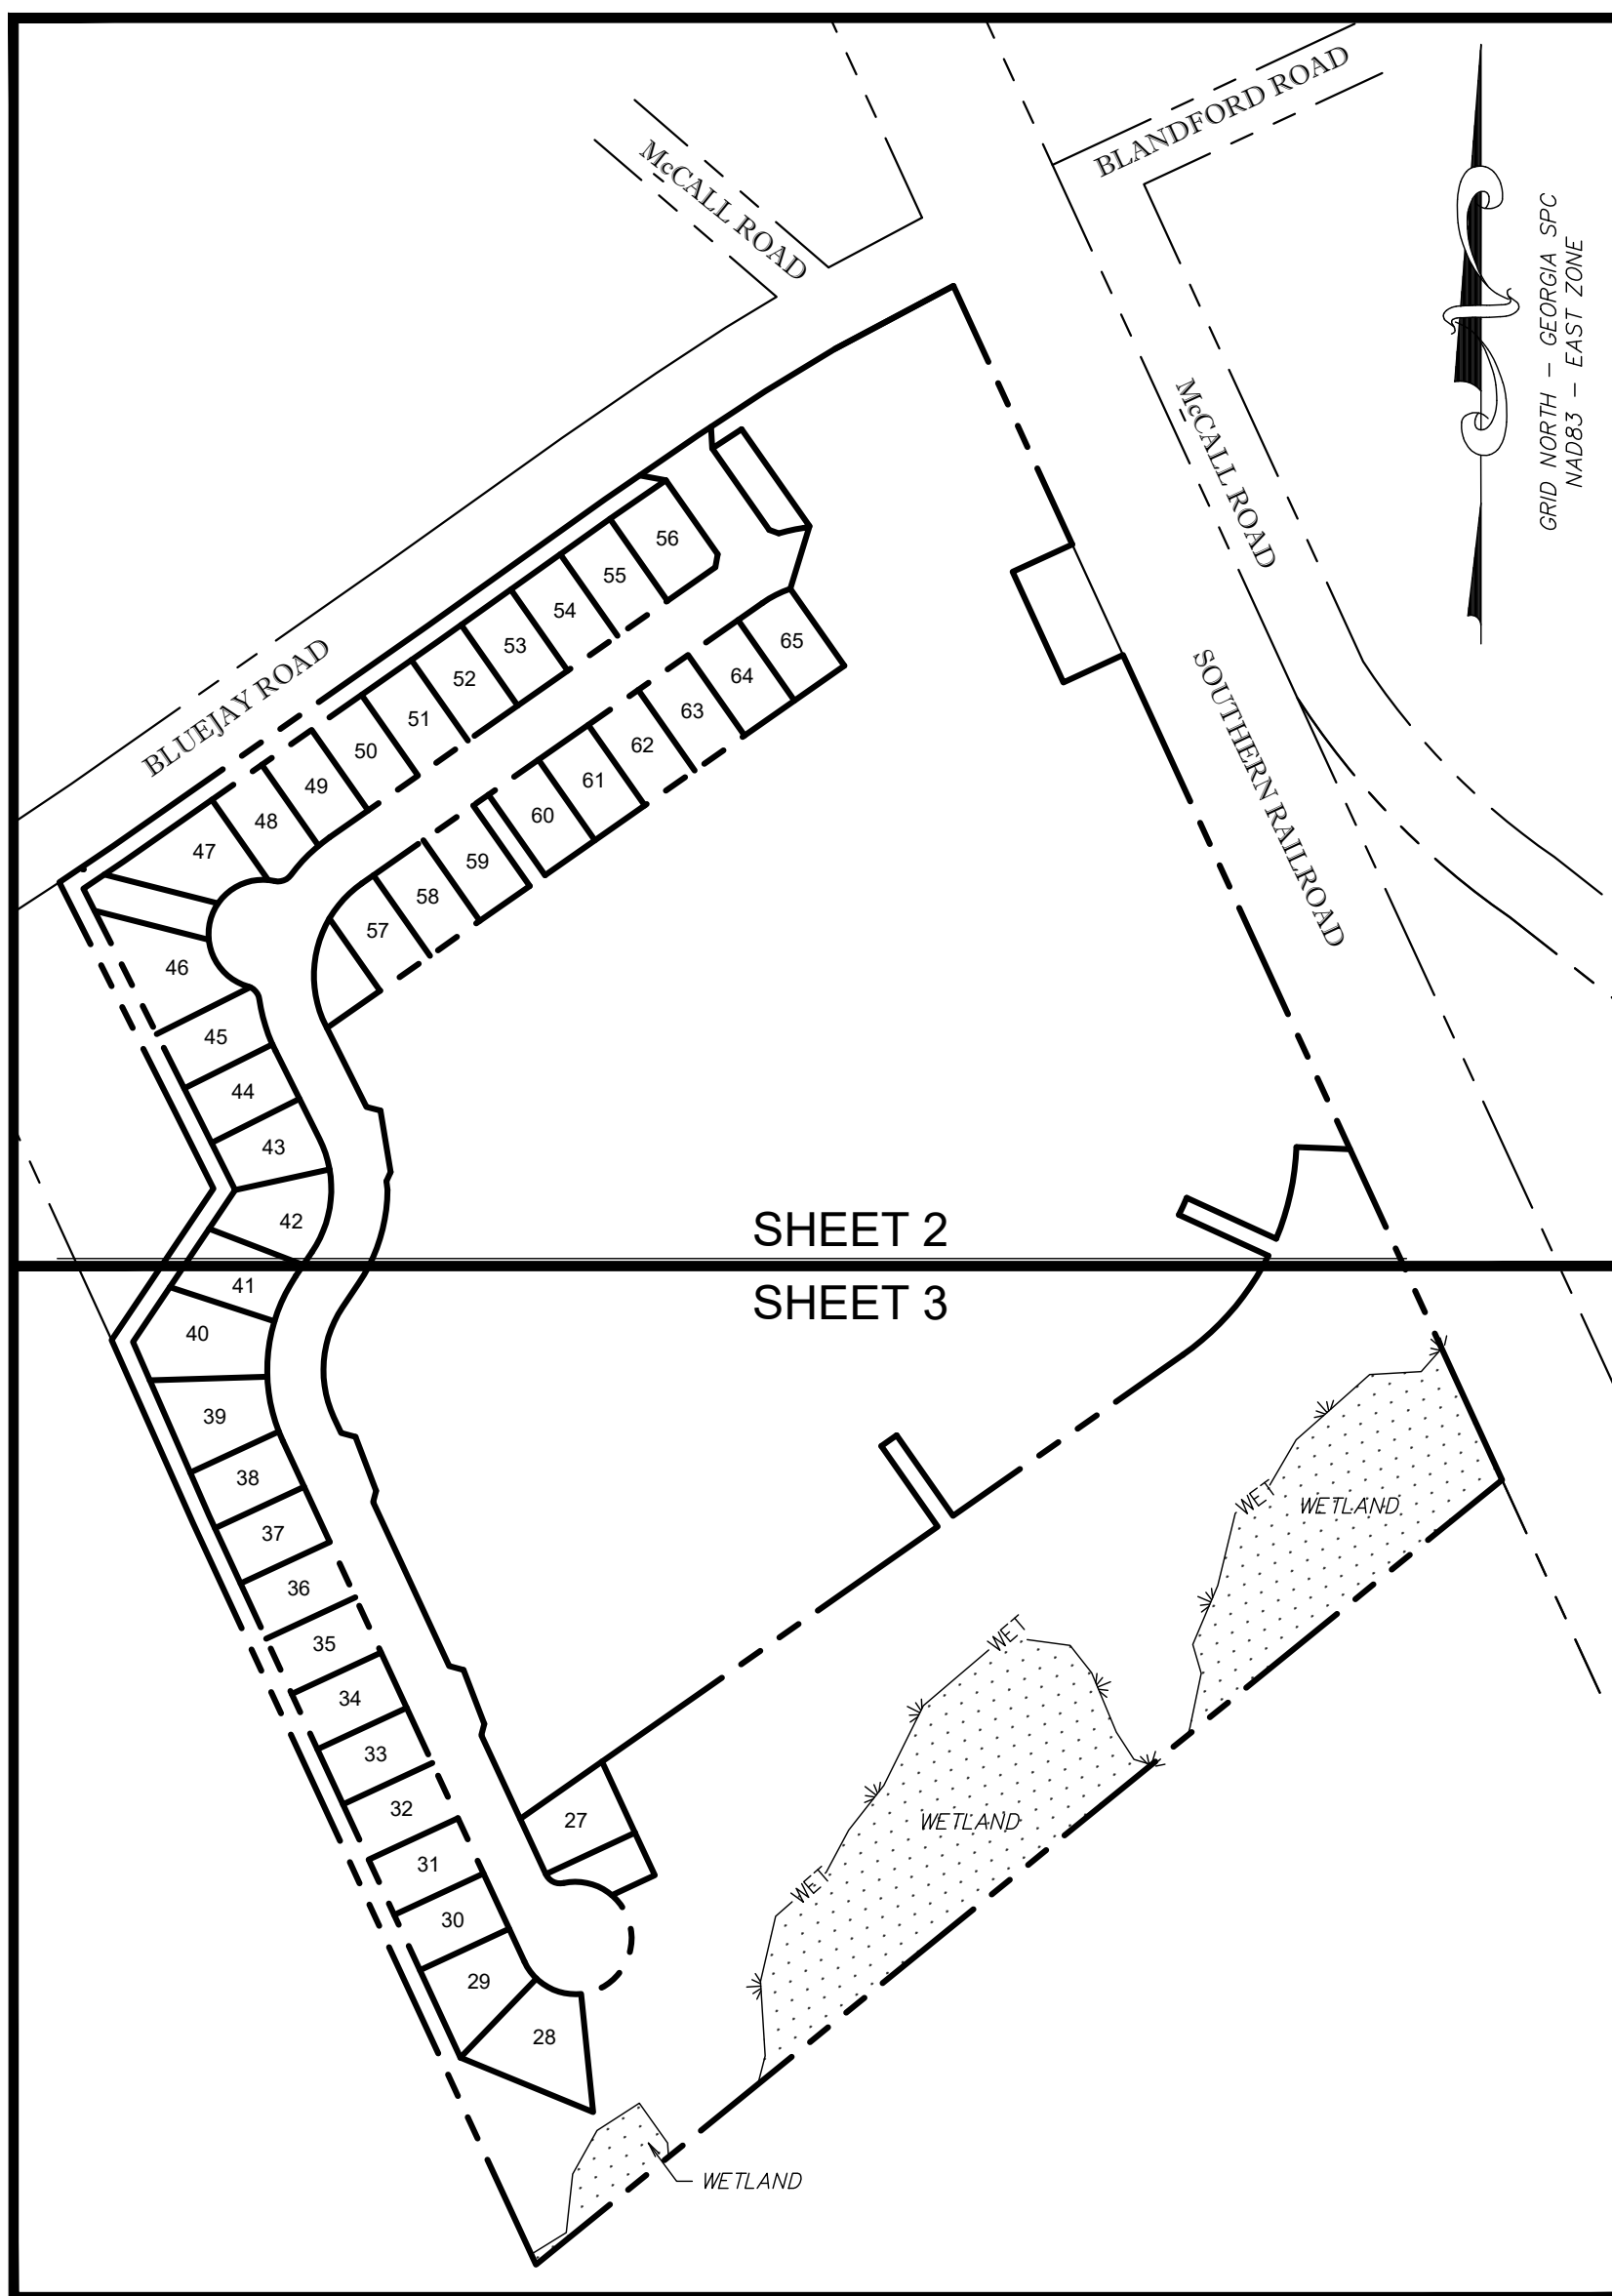 BLANDFORD ROAD
McCALL ROAD
GRID NORTH - GEORGIA SPC
NAD83 - EAST ZONE
McCALL ROAD
56
55
54
53
65
64
52
63
51
62
50
61
49
60
48
47
59
58
57
46
45
44
43
42
BLUEJAY ROAD
SOUTHERN RAILROAD
SHEET 2
SHEET 3
41
40
39
38
37
36
35
34
33
32
31
30
29
28
27
WET
WETLAND
WET
WETLAND
WET
WETLAND